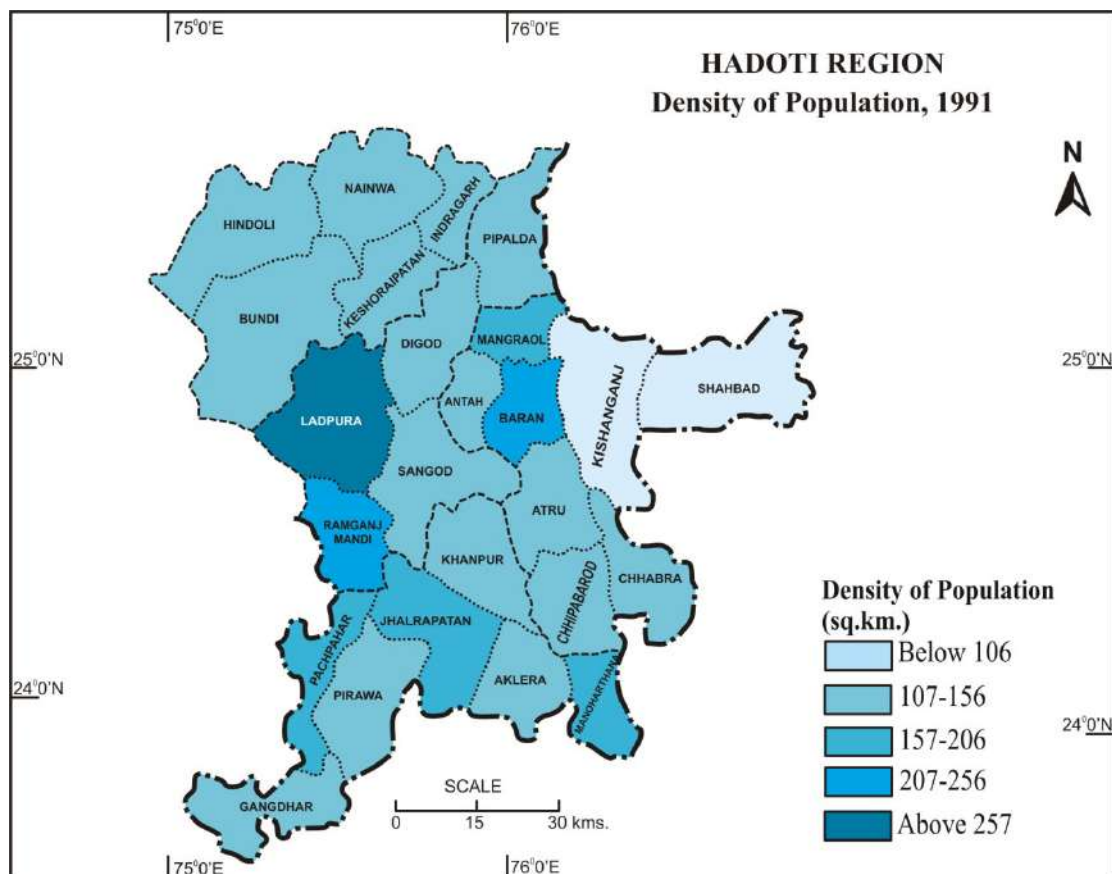 75°0'E
76°0'E
HADOTI REGION
Density of Population, 1991
N
NAINWA
INDRAGARH
HINDOLI
PIPALDA
KESHORAIPATAN
BUNDI
DIGOD
MANGRAOL
25°0'N
25°0'N
SHAHBAD
ANTAH
BARAN
KISHANGANJ
LADPURA
SANGOD
ATRU
RAMGANJ
MANDI
KHANPUR
CHHIPABAROD
CHHABRA
Density of Population
(sq.km.)
Below 106
107-156
157-206
207-256
Above 257
PACHPAHAR
JHALRAPATAN
AKLERA
MANOHARTHANA
PIRAWA
24°0'N
24°0'N
GANGDHAR
SCALE
0 15 30 kms.
75°0'E
76°0'E